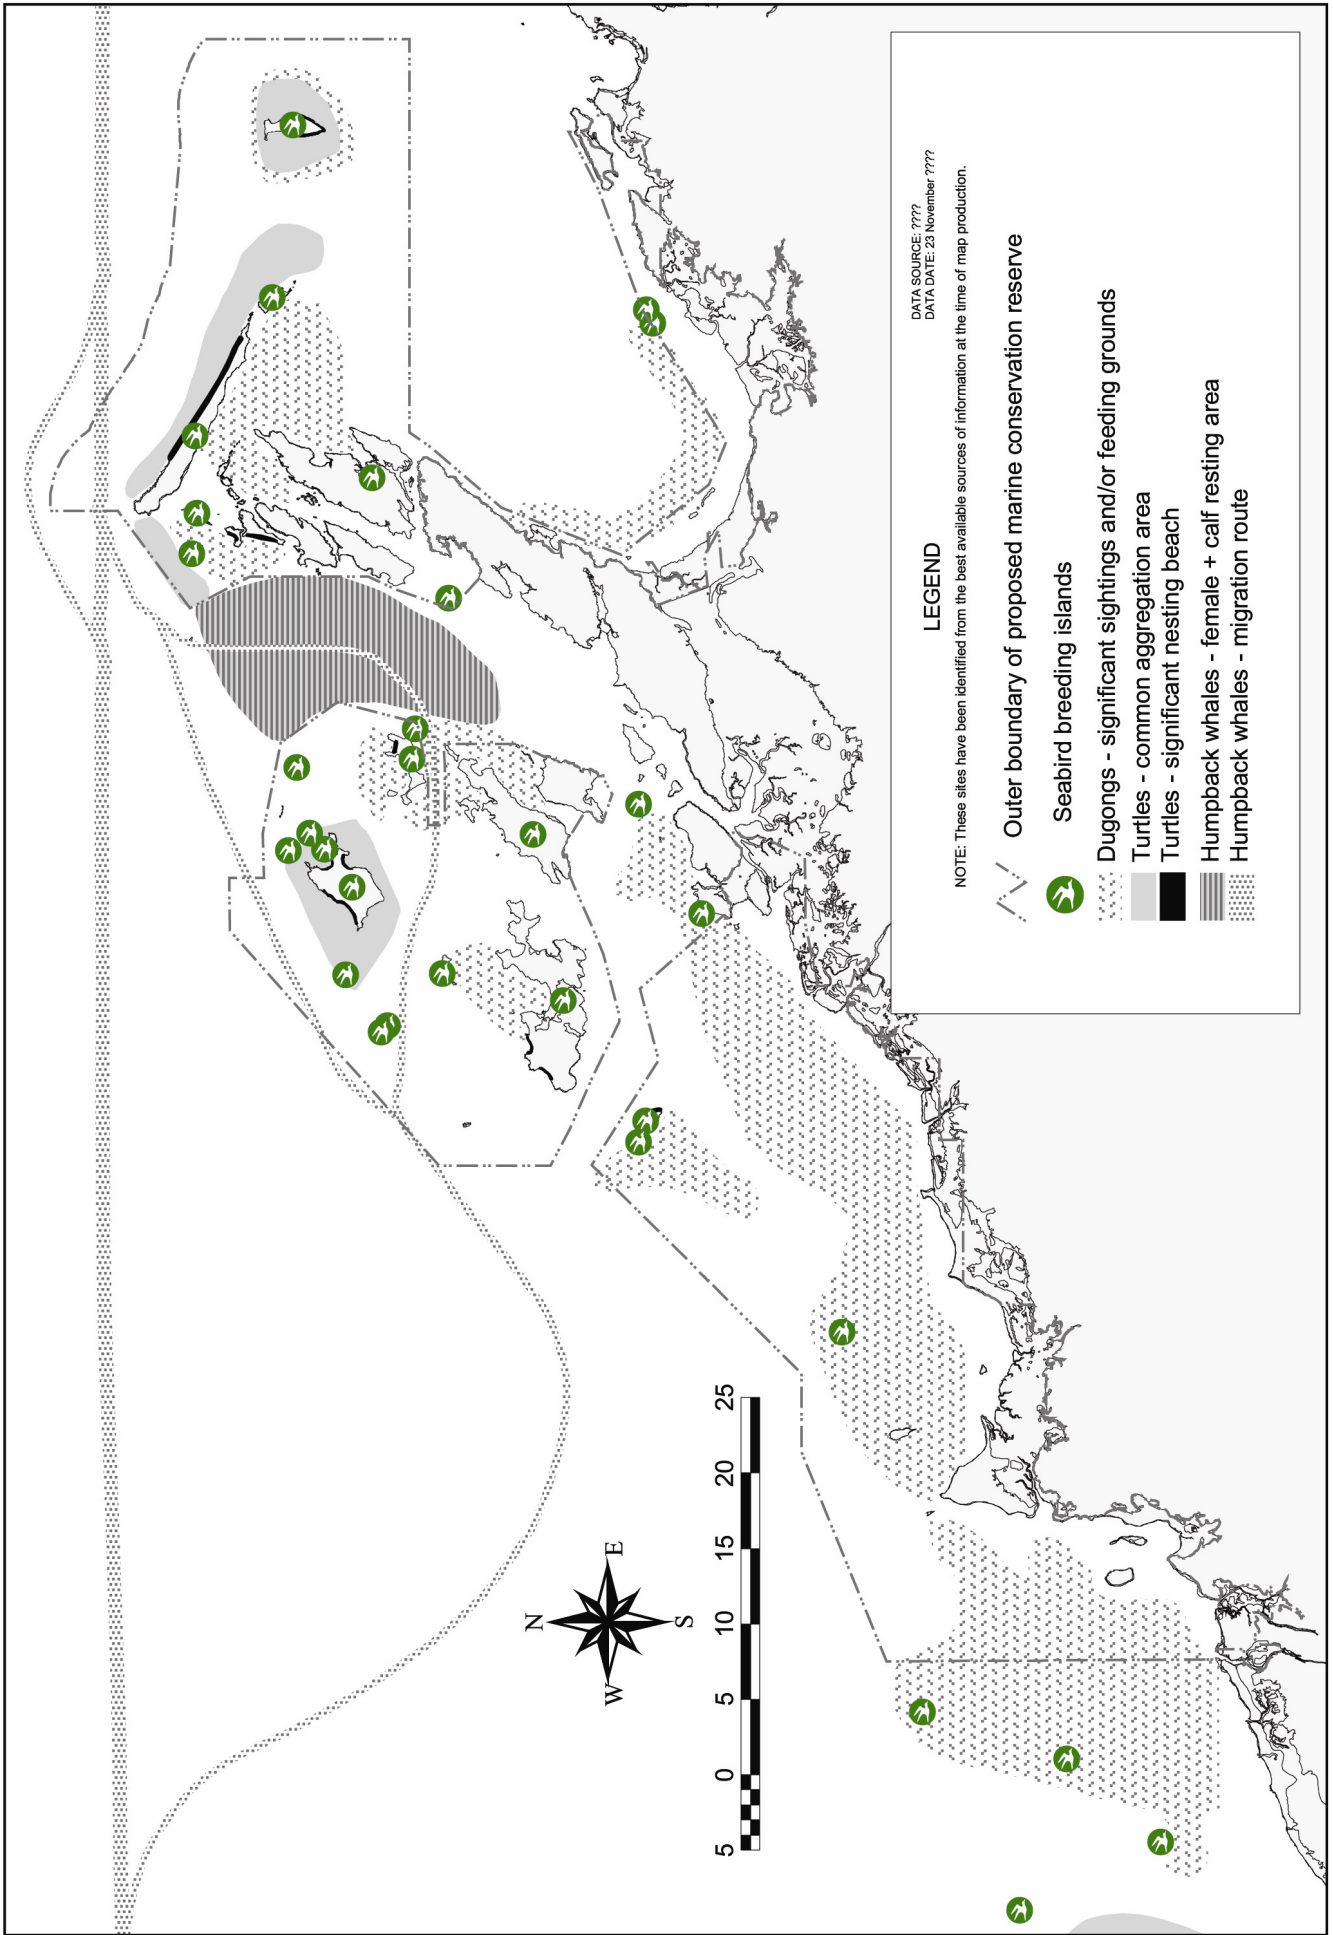 LEGEND
DATA SOURCE: ????
DATA DATE: 23 November ????
NOTE: These sites have been identified from the best available sources of information at the time of map production.
Outer boundary of proposed marine conservation reserve
Seabird breeding islands
Dugongs - significant sightings and/or feeding grounds
Turtles - common aggregation area
Turtles - significant nesting beach
Humpback whales - female + calf resting area
Humpback whales - migration route
N
W
E
S
5 0 5 10 15 20 25